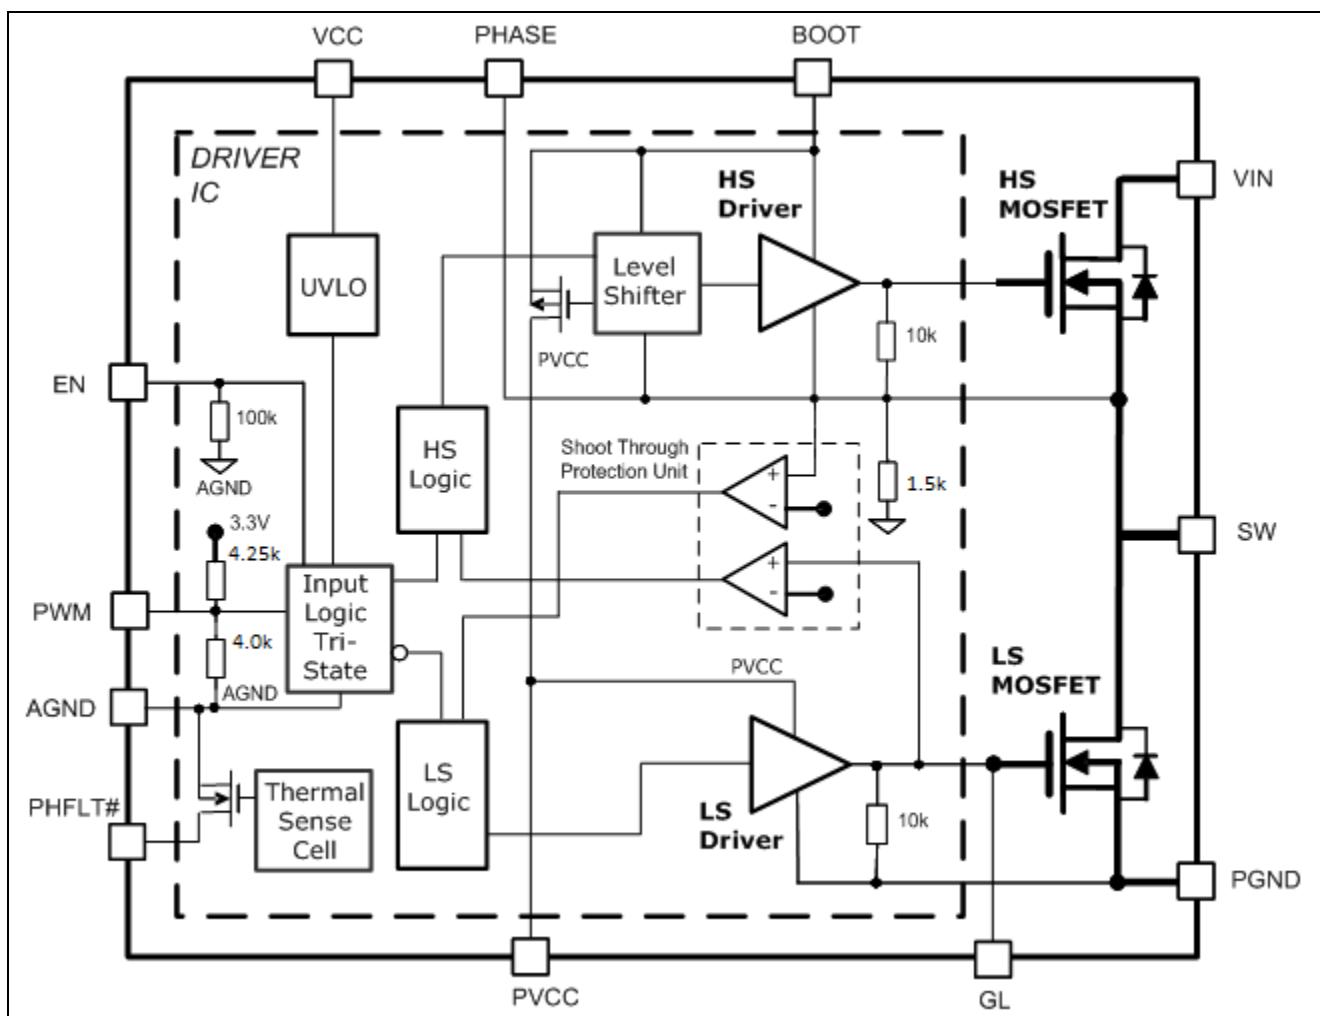 VCC
PHASE
BOOT
DRIVER
IC
HS
Driver
HS
MOSFET
VIN
UVLO
Level
Shifter
10k
PVCC
EN
100k
AGND
HS
Logic
Shoot Through
Protection Unit
+
-
1.5k
3.3V
4.25k
SW
Input
Logic
Tri-
State
+
-
PWM
4.0k
AGND
AGND
PVCC
LS
MOSFET
LS
Logic
Thermal
Sense
Cell
PHFLT#
LS
Driver
10k
PGND
PVCC
GL